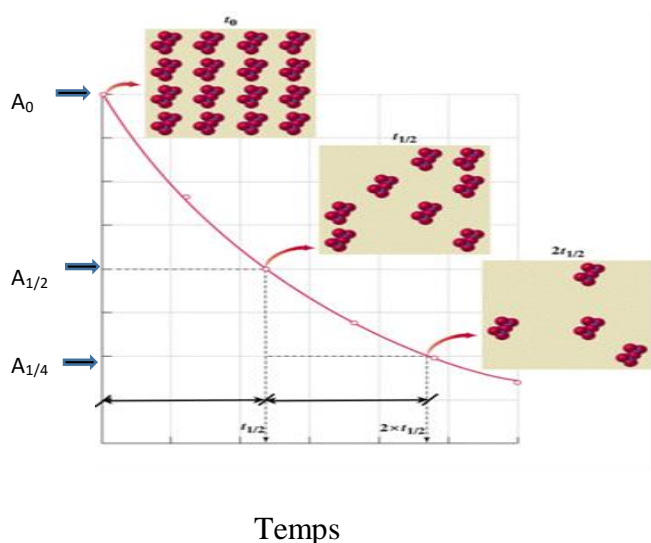 t₀
A₀
t₁/₂
A₁/₂
2t₁/₂
A₁/₄
t₁/₂
2×t₁/₂
Temps